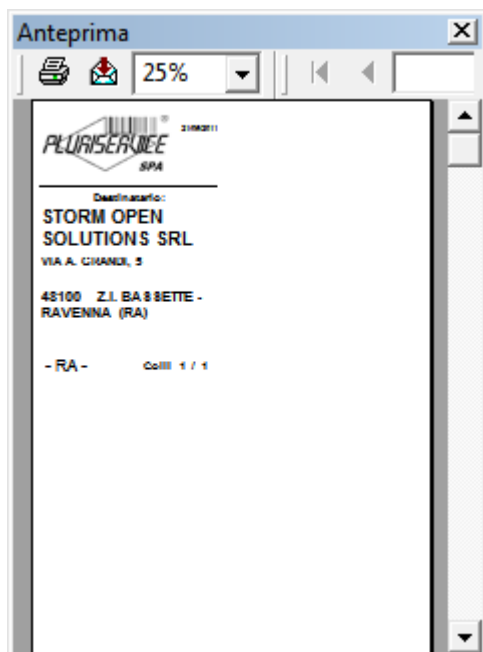 Anteprima
25%
PLURISERVICE
SPA
Destinatario:
STORM OPEN
SOLUTIONS SRL
VIA A. GRANDI, 5
48100 Z.I. BASSETTE -
RAVENNA (RA)
- RA - Colli 1 / 1